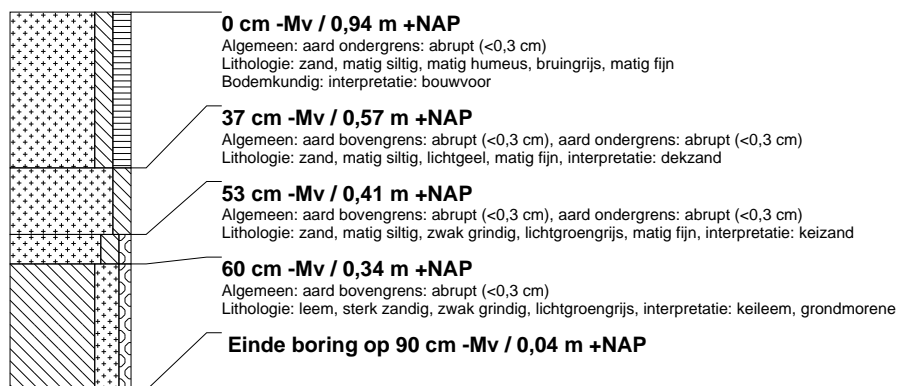 0 cm -Mv / 0,94 m +NAP
Algemeen: aard ondergrens: abrupt (<0,3 cm)
Lithologie: zand, matig siltig, matig humeus, bruingrijs, matig fijn
Bodemkundig: interpretatie: bouwvoor
37 cm -Mv / 0,57 m +NAP
Algemeen: aard bovengrens: abrupt (<0,3 cm), aard ondergrens: abrupt (<0,3 cm)
Lithologie: zand, matig siltig, lichtgeel, matig fijn, interpretatie: dekzand
53 cm -Mv / 0,41 m +NAP
Algemeen: aard bovengrens: abrupt (<0,3 cm), aard ondergrens: abrupt (<0,3 cm)
Lithologie: zand, matig siltig, zwak grindig, lichtgroengrijs, matig fijn, interpretatie: keizand
60 cm -Mv / 0,34 m +NAP
Algemeen: aard bovengrens: abrupt (<0,3 cm)
Lithologie: leem, sterk zandig, zwak grindig, lichtgroengrijs, interpretatie: keileem, grondmorene
Einde boring op 90 cm -Mv / 0,04 m +NAP